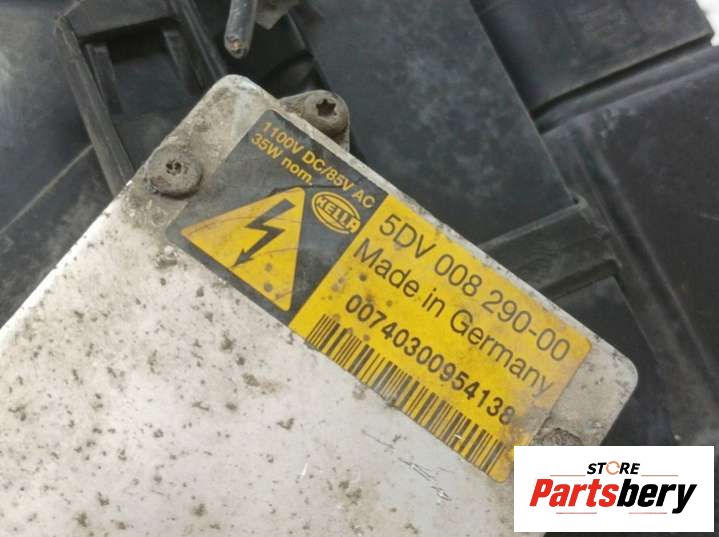 1100V DC/85V AC
35W nom.
HELLA
5DV 008 290-00
Made in Germany
00740300954138
STORE
Partsbery